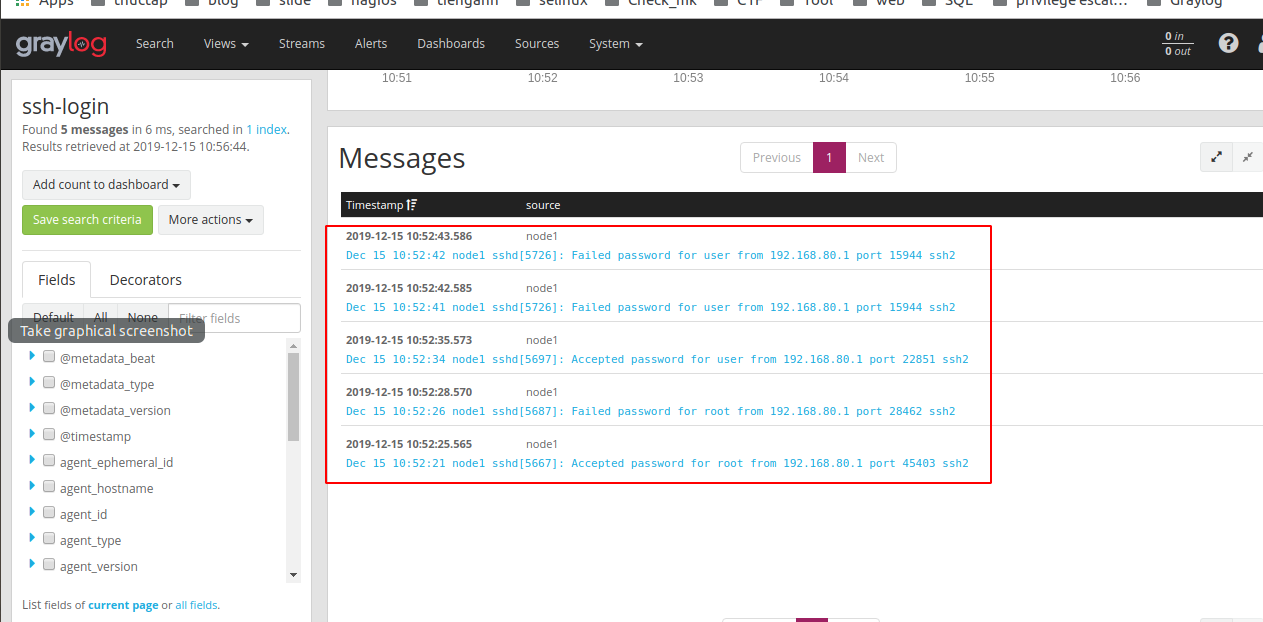 thuctap blog slide nagios tienganh selinux Check_mk CTF Tool web SQL privilege escal... Graylog
graylog Search Views Streams Alerts Dashboards Sources System 0 in
0 out
10:51 10:52 10:53 10:54 10:55 10:56
ssh-login
Found 5 messages in 6 ms, searched in 1 index.
Results retrieved at 2019-12-15 10:56:44.
Add count to dashboard
Save search criteria More actions
Fields Decorators
Default All None Filter fields
Take graphical screenshot
@metadata_beat
@metadata_type
@metadata_version
@timestamp
agent_ephemeral_id
agent_hostname
agent_id
agent_type
agent_version
List fields of current page or all fields.
Messages
Previous 1 Next
Timestamp source
2019-12-15 10:52:43.586 node1
Dec 15 10:52:42 node1 sshd[5726]: Failed password for user from 192.168.80.1 port 15944 ssh2
2019-12-15 10:52:42.585 node1
Dec 15 10:52:41 node1 sshd[5726]: Failed password for user from 192.168.80.1 port 15944 ssh2
2019-12-15 10:52:35.573 node1
Dec 15 10:52:34 node1 sshd[5697]: Accepted password for user from 192.168.80.1 port 22851 ssh2
2019-12-15 10:52:28.570 node1
Dec 15 10:52:26 node1 sshd[5687]: Failed password for root from 192.168.80.1 port 28462 ssh2
2019-12-15 10:52:25.565 node1
Dec 15 10:52:21 node1 sshd[5667]: Accepted password for root from 192.168.80.1 port 45403 ssh2